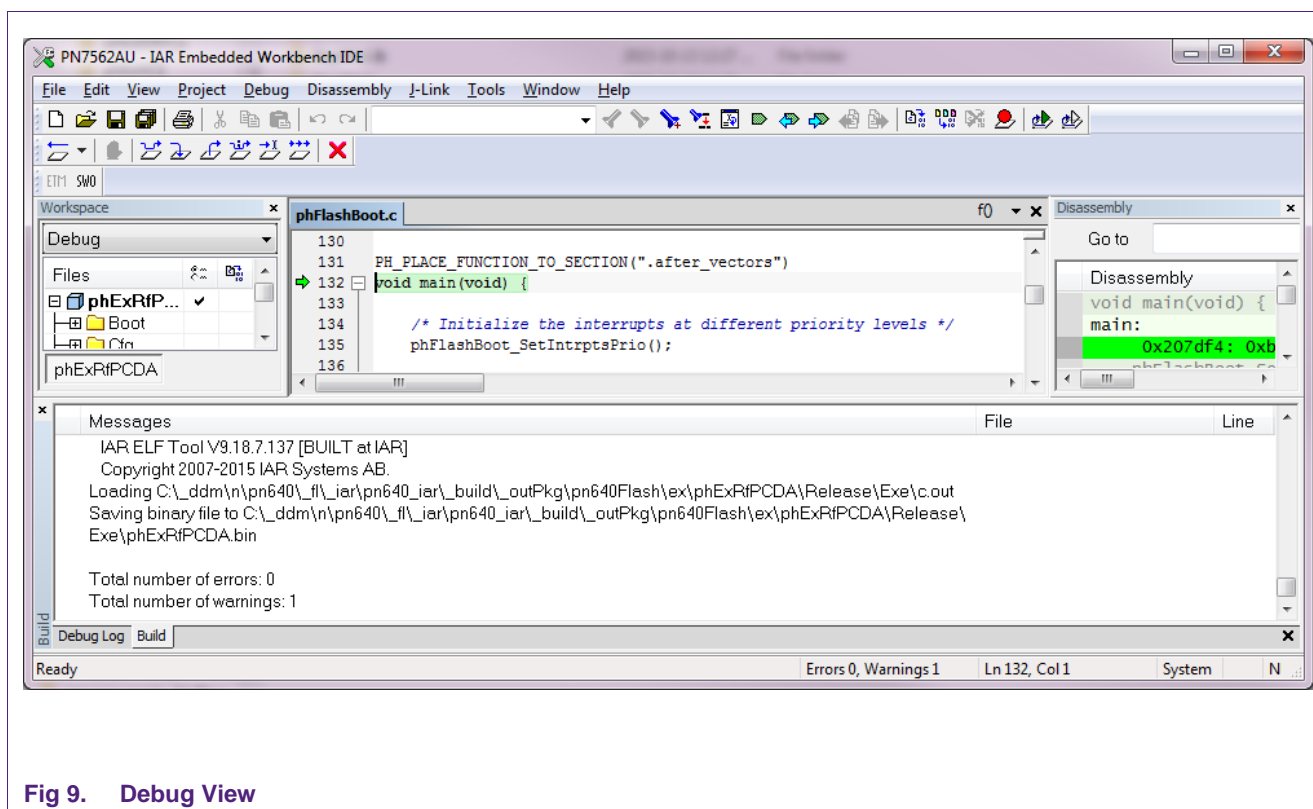 PN7562AU - IAR Embedded Workbench IDE
File Edit View Project Debug Disassembly J-Link Tools Window Help
ETM SWO
Workspace
Debug
Files
phExRfP...
Boot
Cfg
phExRfPCDA
phFlashBoot.c
f()
130
131 PH_PLACE_FUNCTION_TO_SECTION(".after_vectors")
132 void main(void) {
133
134 /* Initialize the interrupts at different priority levels */
135 phFlashBoot_SetIntrptsPrio();
136
Disassembly
Go to
Disassembly
void main(void) {
main:
0x207df4: 0xb
Messages File Line
IAR ELF Tool V9.18.7.137 [BUILT at IAR]
Copyright 2007-2015 IAR Systems AB.
Loading C:\_ddm\n\pn640\_fl\_iar\pn640_iar\_build\_outPkg\pn640Flash\ex\phExRfPCDA\Release\Exe\c.out
Saving binary file to C:\_ddm\n\pn640\_fl\_iar\pn640_iar\_build\_outPkg\pn640Flash\ex\phExRfPCDA\Release\
Exe\phExRfPCDA.bin
Total number of errors: 0
Total number of warnings: 1
Build
Debug Log Build
Ready Errors 0, Warnings 1 Ln 132, Col 1 System N
Fig 9. Debug View